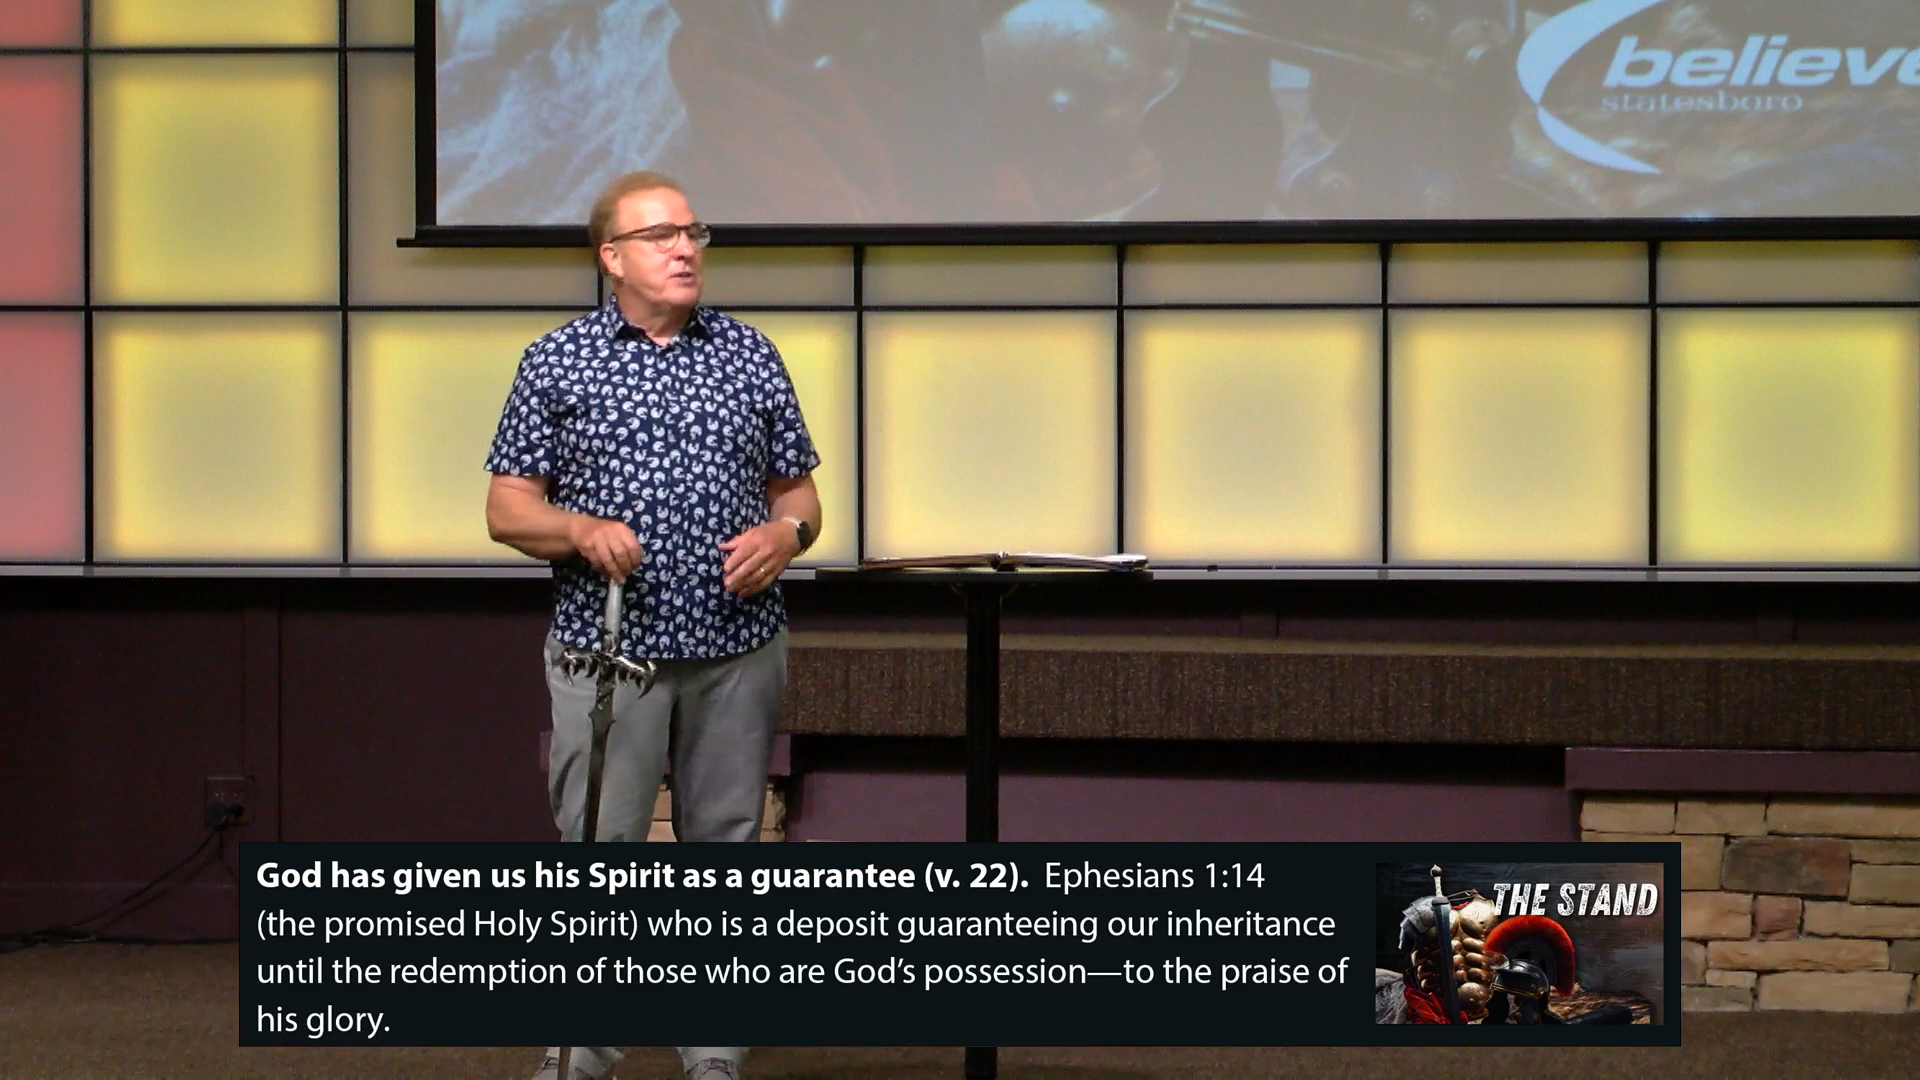 believe
statesboro
God has given us his Spirit as a guarantee (v. 22). Ephesians 1:14
(the promised Holy Spirit) who is a deposit guaranteeing our inheritance
until the redemption of those who are God’s possession—to the praise of
his glory.
THE STAND